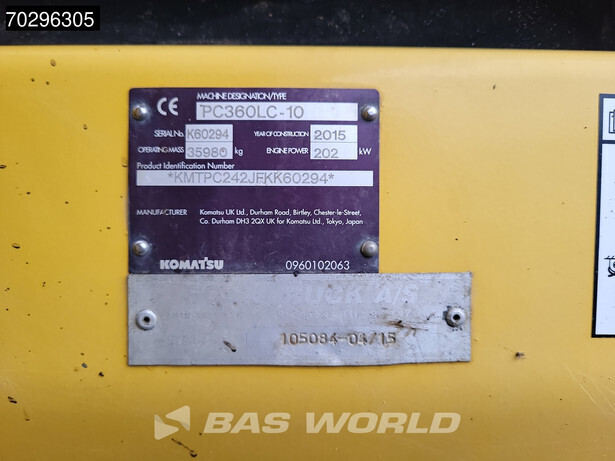 70296305
CE
MACHINE DESIGNATION/TYPE
PC360LC-10
SERIAL No. K60294 YEAR OF CONSTRUCTION 2015
OPERATING MASS 35980 kg ENGINE POWER 202 kW
Product Identification Number
*KMTPC242JFKK60294*
MANUFACTURER Komatsu UK Ltd., Durham Road, Birtley, Chester-le-Street,
Co. Durham DH3 2QX UK for Komatsu Ltd., Tokyo, Japan
KOMATSU 0960102063
A/S
105084-04/15
BAS WORLD